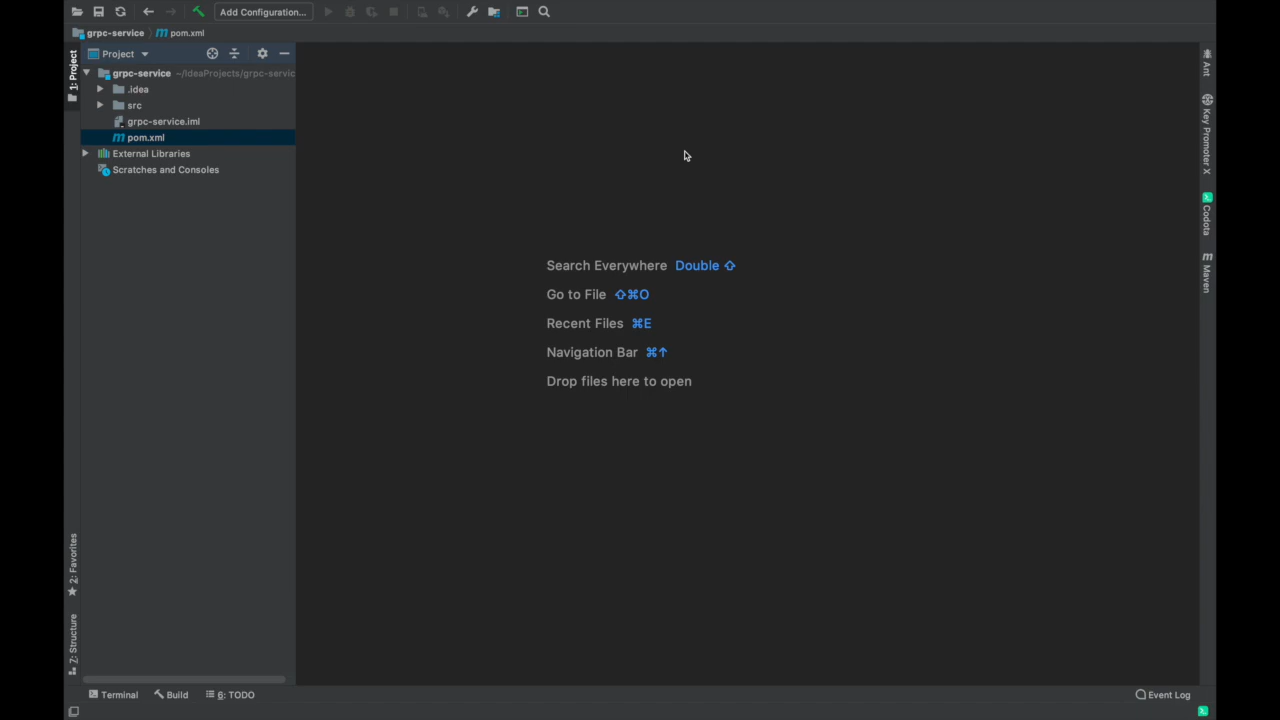 Add Configuration...
grpc-service
pom.xml
1: Project
Project
grpc-service ~/IdeaProjects/grpc-servic
.idea
src
grpc-service.iml
pom.xml
External Libraries
Scratches and Consoles
Search Everywhere Double ⇧
Go to File ⇧⌘O
Recent Files ⌘E
Navigation Bar ⌘↑
Drop files here to open
Ant
Key Promoter X
Codota
Maven
2: Favorites
7: Structure
Terminal
Build
6: TODO
Event Log